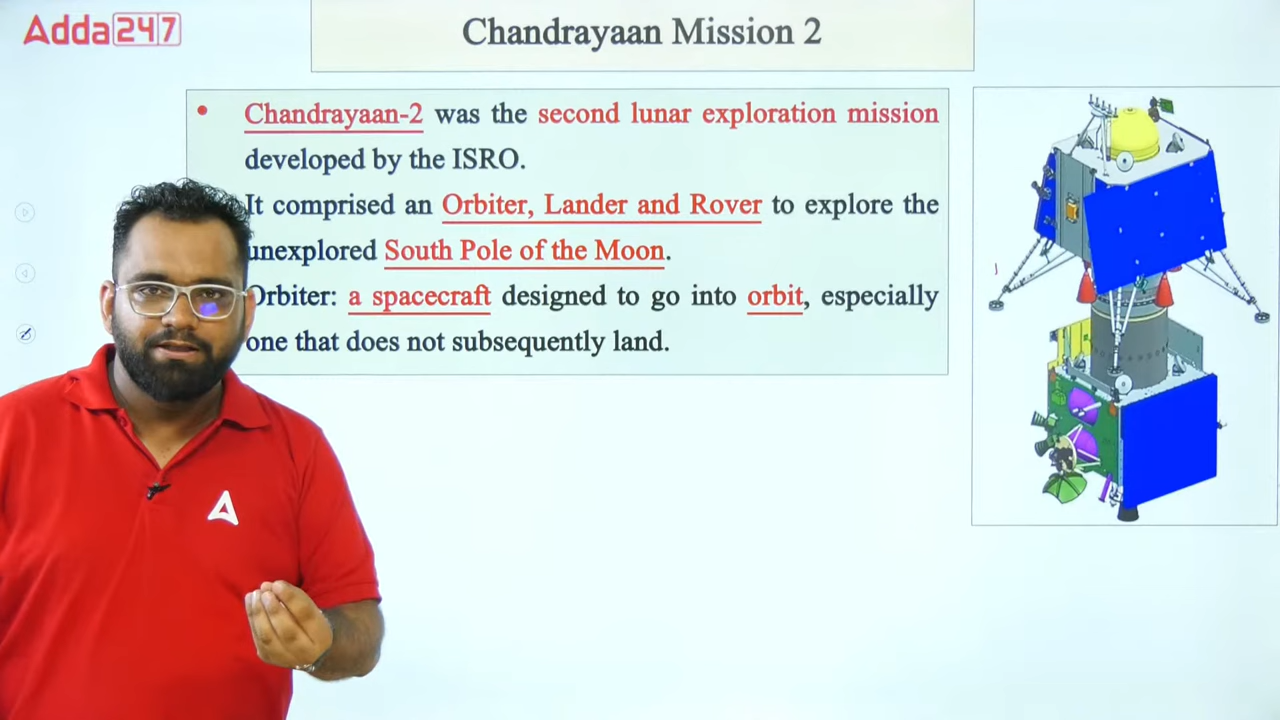 Adda247
Chandrayaan Mission 2
• Chandrayaan-2 was the second lunar exploration mission
developed by the ISRO.
It comprised an Orbiter, Lander and Rover to explore the
unexplored South Pole of the Moon.
Orbiter: a spacecraft designed to go into orbit, especially
one that does not subsequently land.